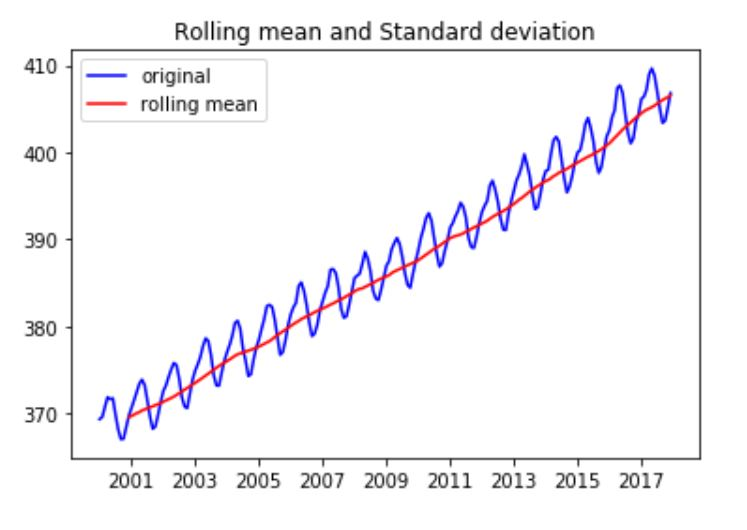 Rolling mean and Standard deviation
original
rolling mean
410
400
390
380
370
2001 2003 2005 2007 2009 2011 2013 2015 2017